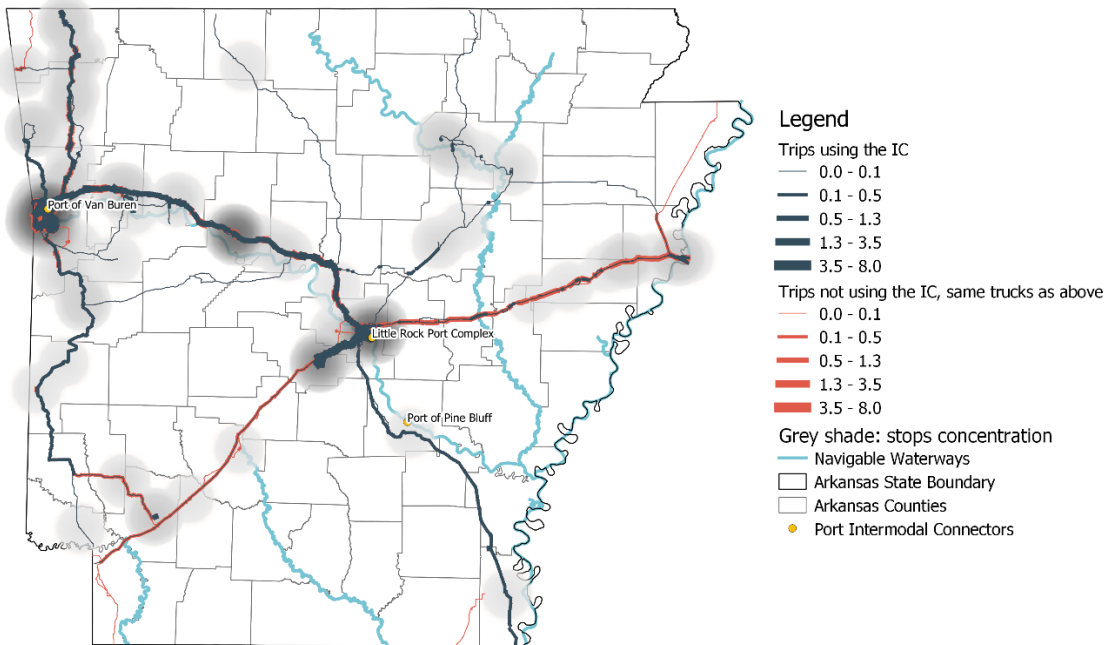 Port of Van Buren
Little Rock Port Complex
Port of Pine Bluff
Legend
Trips using the IC
0.0 - 0.1
0.1 - 0.5
0.5 - 1.3
1.3 - 3.5
3.5 - 8.0
Trips not using the IC, same trucks as above
0.0 - 0.1
0.1 - 0.5
0.5 - 1.3
1.3 - 3.5
3.5 - 8.0
Grey shade: stops concentration
Navigable Waterways
Arkansas State Boundary
Arkansas Counties
Port Intermodal Connectors